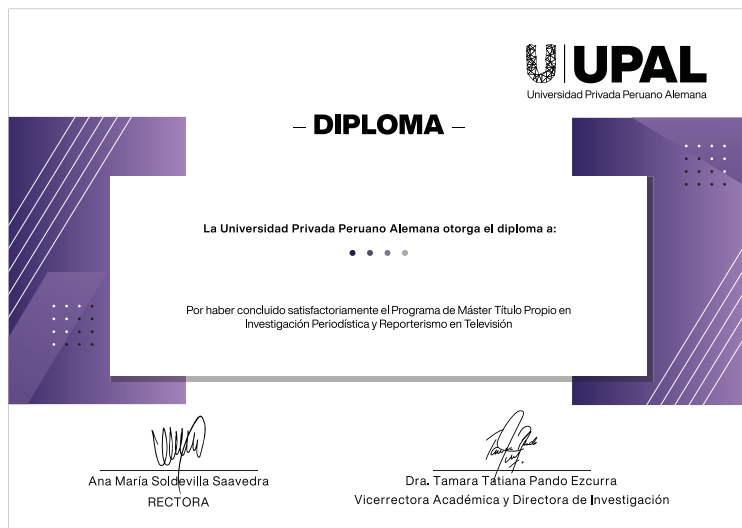 UPAL
Universidad Privada Peruano Alemana
– DIPLOMA –
La Universidad Privada Peruano Alemana otorga el diploma a:
Por haber concluido satisfactoriamente el Programa de Máster Título Propio en
Investigación Periodística y Reporterismo en Televisión
Ana María Soldevilla Saavedra
RECTORA
Dra. Tamara Tatiana Pando Ezcurra
Vicerrectora Académica y Directora de Investigación